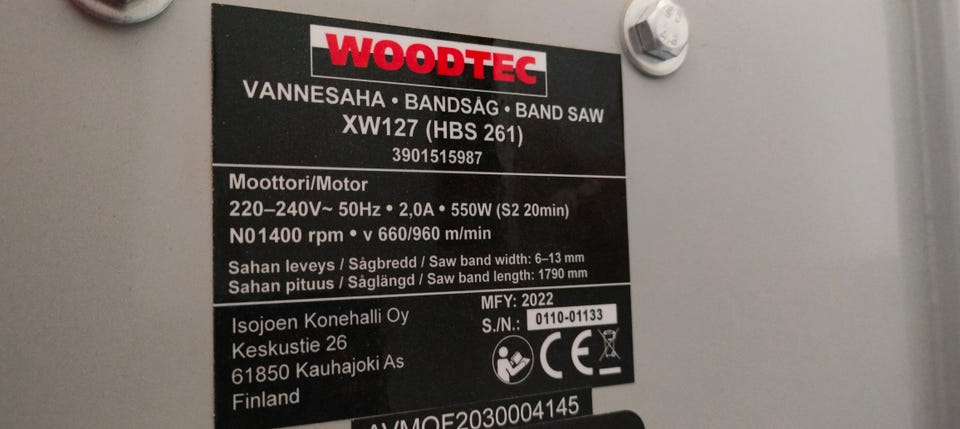 WOODTEC
VANNESAHA • BANDSÅG • BAND SAW
XW127 (HBS 261)
3901515987
Moottori/Motor
220–240V~ 50Hz • 2,0A • 550W (S2 20min)
N01400 rpm • v 660/960 m/min
Sahan leveys / Sågbredd / Saw band width: 6–13 mm
Sahan pituus / Såglängd / Saw band length: 1790 mm
MFY: 2022
S./N.: 0110-01133
Isojoen Konehalli Oy
Keskustie 26
61850 Kauhajoki As
Finland
CE
AVMOF2030004145